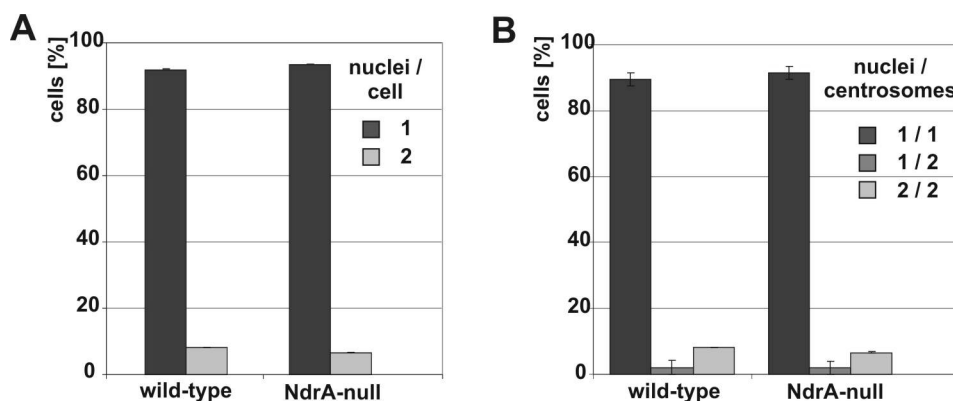 A
cells [%]
100
80
60
40
20
0
nuclei /
cell
1
2
wild-type
NdrA-null
B
cells [%]
100
80
60
40
20
0
nuclei /
centrosomes
1 / 1
1 / 2
2 / 2
wild-type
NdrA-null